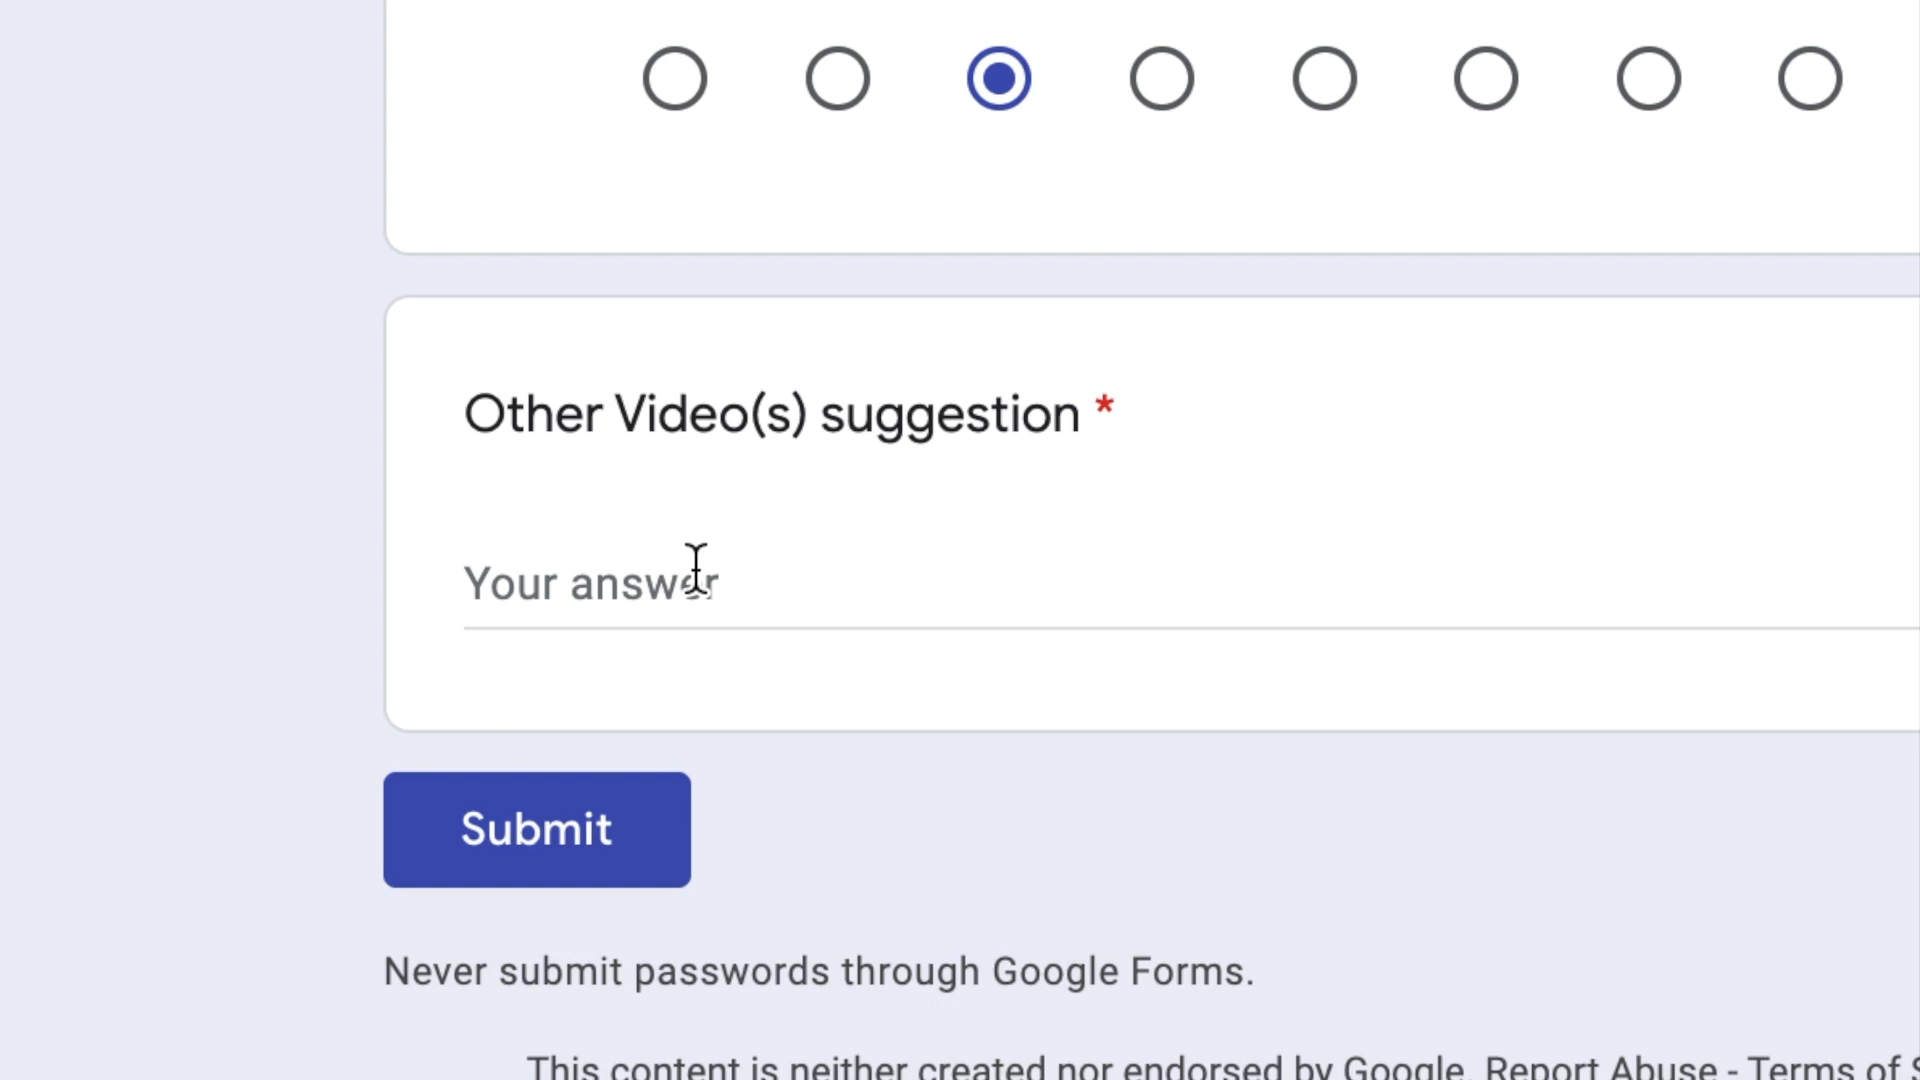 Other Video(s) suggestion *
Your answer
Submit
Never submit passwords through Google Forms.
This content is neither created nor endorsed by Google. Report Abuse - Terms of